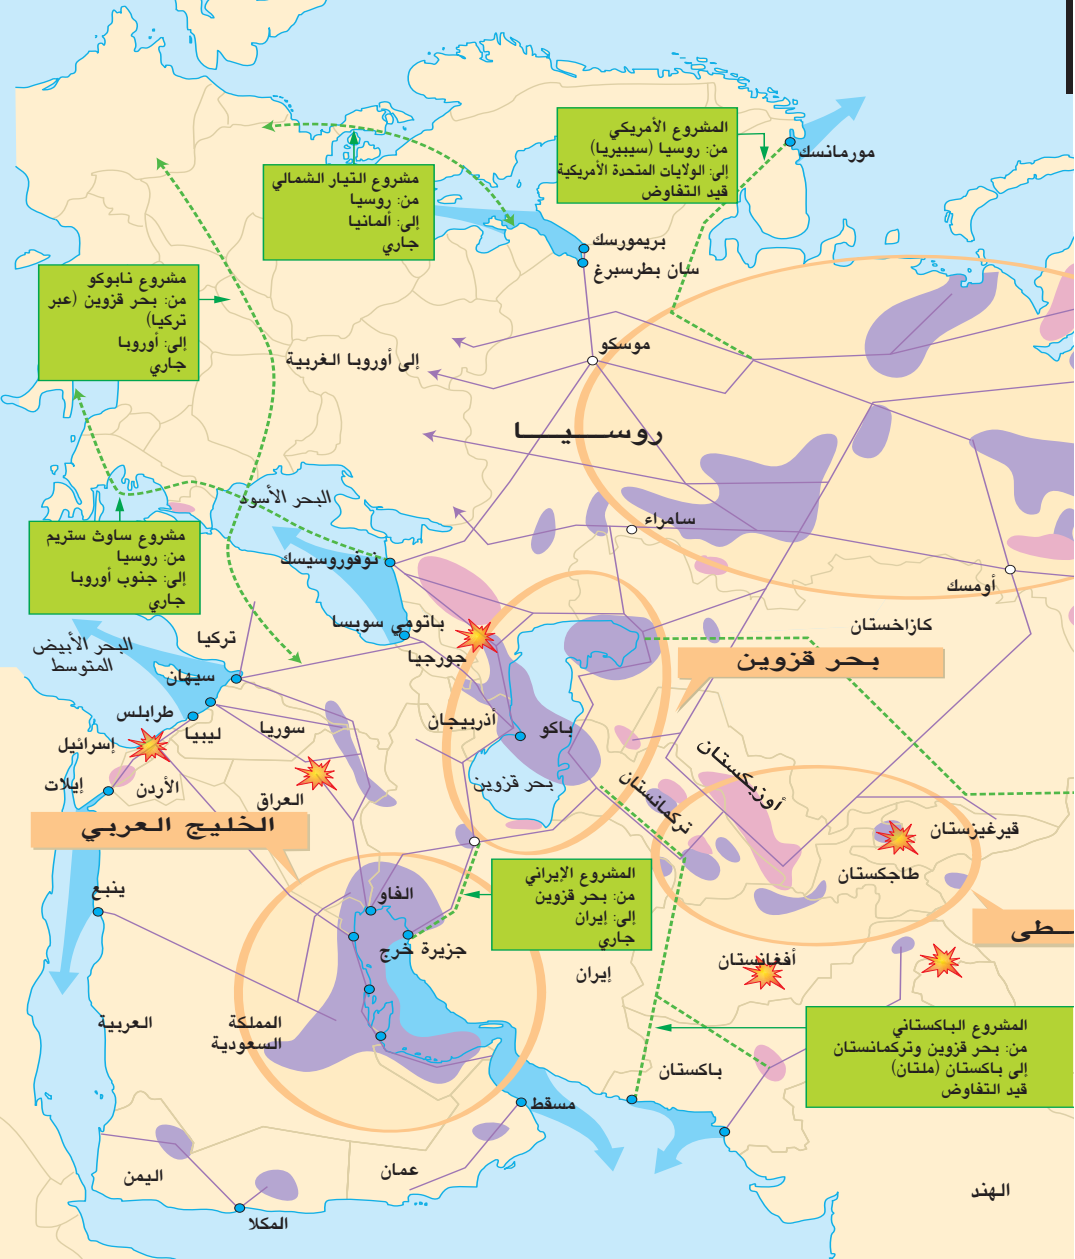 المشروع الأمريكي
من: روسيا (سيبيريا)
إلى: الولايات المتحدة الأمريكية
قيد التفاوض
مورمانسك
مشروع التيار الشمالي
من: روسيا
إلى: ألمانيا
جاري
بريمورسك
سان بطرسبرغ
مشروع نابوكو
من: بحر قزوين (عبر
تركيا)
إلى: أوروبا
جاري
موسكو
إلى أوروبا الغربية
روســيــا
البحر الأسود
سامراء
مشروع ساوث ستريم
من: روسيا
إلى: جنوب أوروبا
جاري
نوفوروسيسك
أومسك
باتومي سوبسا
كازاخستان
تركيا
البحر الأبيض
المتوسط
جورجيا
بحر قزوين
سيهان
طرابلس
ليبيا
سوريا
أذربيجان
باكو
إسرائيل
أوزبكستان
إيلات
الأردن
العراق
بحر قزوين
تركمانستان
الخليج العربي
قيرغيزستان
طاجكستان
ينبع
الفاو
المشروع الإيراني
من: بحر قزوين
إلى: إيران
جاري
جزيرة خرج
ـطى
أفغانستان
إيران
المملكة
العربية
السعودية
المشروع الباكستاني
من: بحر قزوين وتركمانستان
إلى باكستان (ملتان)
قيد التفاوض
باكستان
مسقط
عمان
اليمن
الهند
المكلا